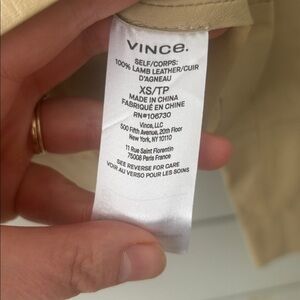 VINCE.
SELF/CORPS:
100% LAMB LEATHER/CUIR
D'AGNEAU
XS/TP
MADE IN CHINA
FABRIQUÉ EN CHINE
RN#106730
Vince, LLC
500 Fifth Avenue, 20th Floor
New York, NY 10110
11 Rue Saint Florentin
75008 Paris France
SEE REVERSE FOR CARE
VOIR AU VERSO POUR LES SOINS